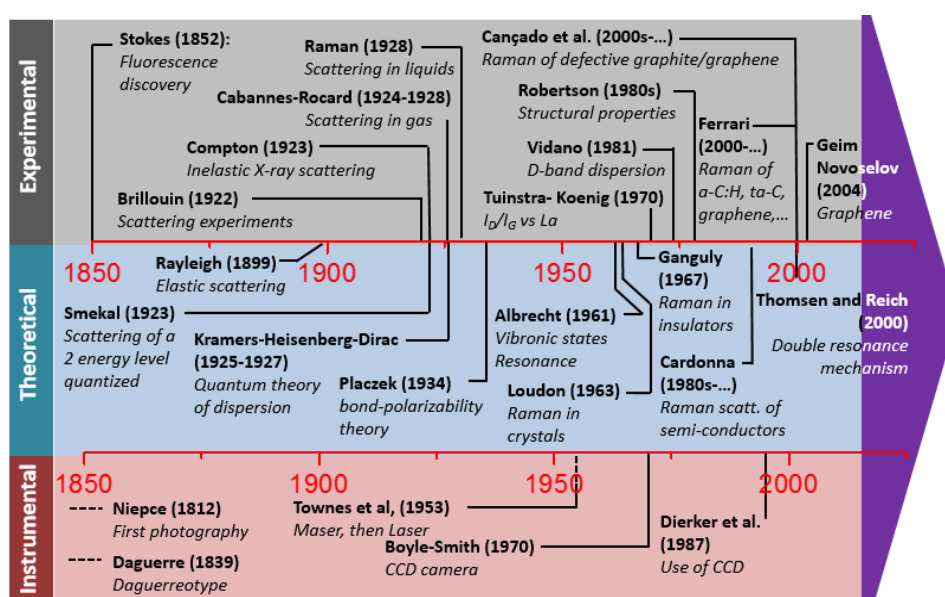 Experimental
Stokes (1852):
Fluorescence
discovery
Raman (1928)
Scattering in liquids
Cabannes-Rocard (1924-1928)
Scattering in gas
Compton (1923)
Inelastic X-ray scattering
Brillouin (1922)
Scattering experiments
Cançado et al. (2000s-...)
Raman of defective graphite/graphene
Robertson (1980s)
Structural properties
Vidano (1981)
D-band dispersion
Tuinstra- Koenig (1970)
I_D/I_G vs La
Ferrari
(2000-...)
Raman of
a-C:H, ta-C,
graphene,...
Geim
Novoselov
(2004)
Graphene
1850
1900
1950
2000
Theoretical
Rayleigh (1899)
Elastic scattering
Smekal (1923)
Scattering of a
2 energy level
quantized
Kramers-Heisenberg-Dirac
(1925-1927)
Quantum theory
of dispersion
Placzek (1934)
bond-polarizability
theory
Albrecht (1961)
Vibronic states
Resonance
Loudon (1963)
Raman in
crystals
Ganguly
(1967)
Raman in
insulators
Cardonna
(1980s-...)
Raman scatt. of
semi-conductors
Thomsen and Reich
(2000)
Double resonance
mechanism
1850
1900
1950
2000
Instrumental
Niepce (1812)
First photography
Daguerre (1839)
Daguerreotype
Townes et al, (1953)
Maser, then Laser
Boyle-Smith (1970)
CCD camera
Dierker et al.
(1987)
Use of CCD